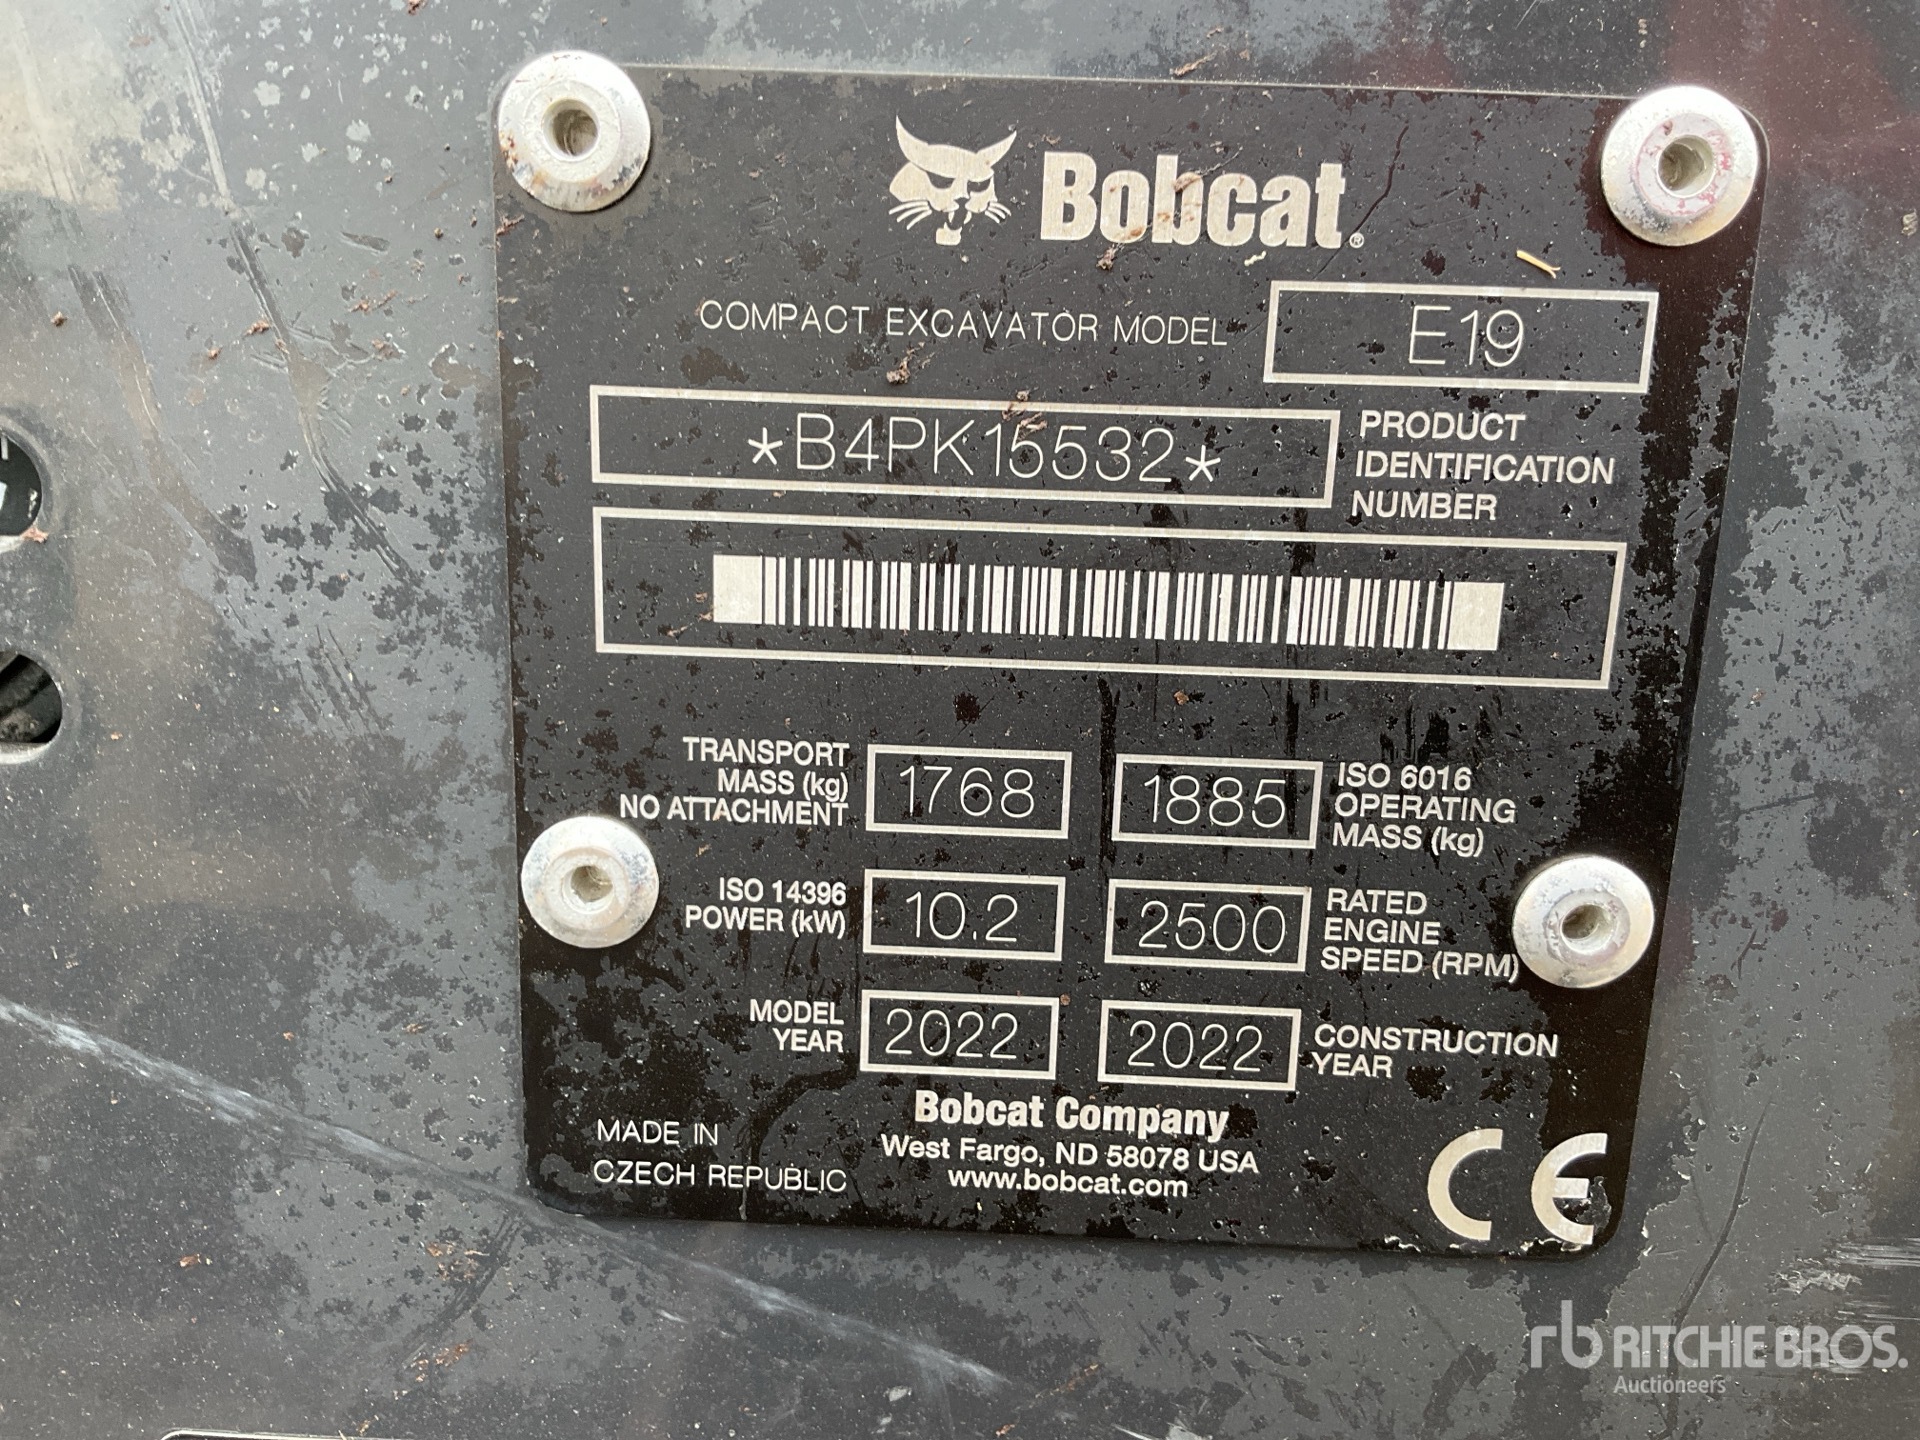 Bobcat®
COMPACT EXCAVATOR MODEL E19
*B4PK15532*
PRODUCT
IDENTIFICATION
NUMBER
TRANSPORT
MASS (kg)
NO ATTACHMENT
1768
1885
ISO 6016
OPERATING
MASS (kg)
ISO 14396
POWER (kW)
10.2
2500
RATED
ENGINE
SPEED (RPM)
MODEL
YEAR
2022
2022
CONSTRUCTION
YEAR
Bobcat Company
West Fargo, ND 58078 USA
www.bobcat.com
MADE IN
CZECH REPUBLIC
CE
rb RITCHIE BROS.
Auctioneers